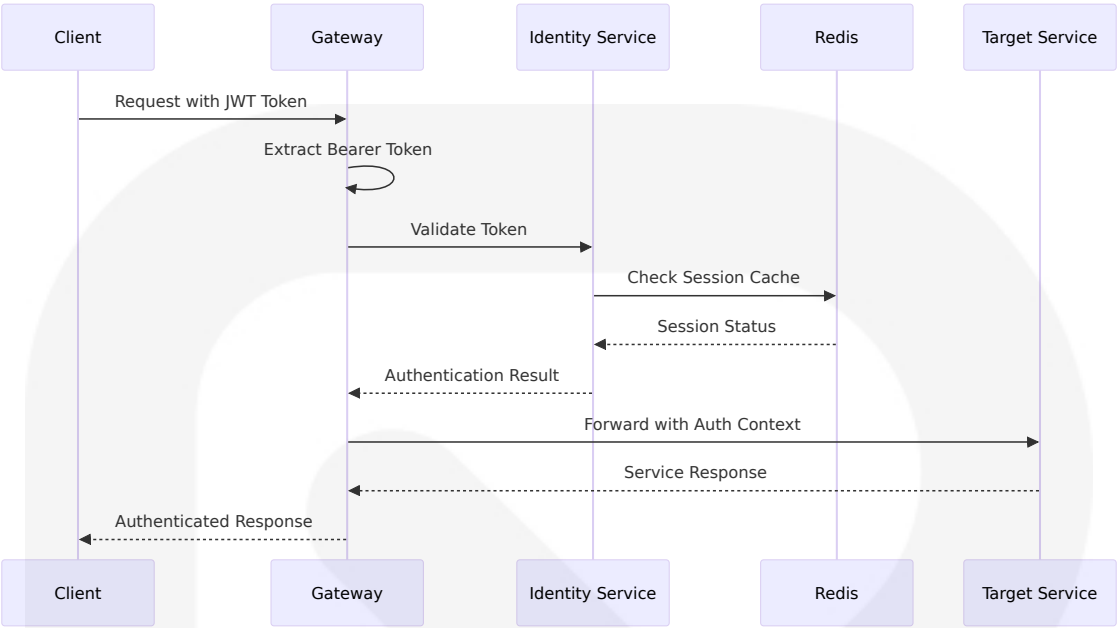 Client
Gateway
Identity Service
Redis
Target Service
Request with JWT Token
Extract Bearer Token
Validate Token
Check Session Cache
Session Status
Authentication Result
Forward with Auth Context
Service Response
Authenticated Response
Client
Gateway
Identity Service
Redis
Target Service